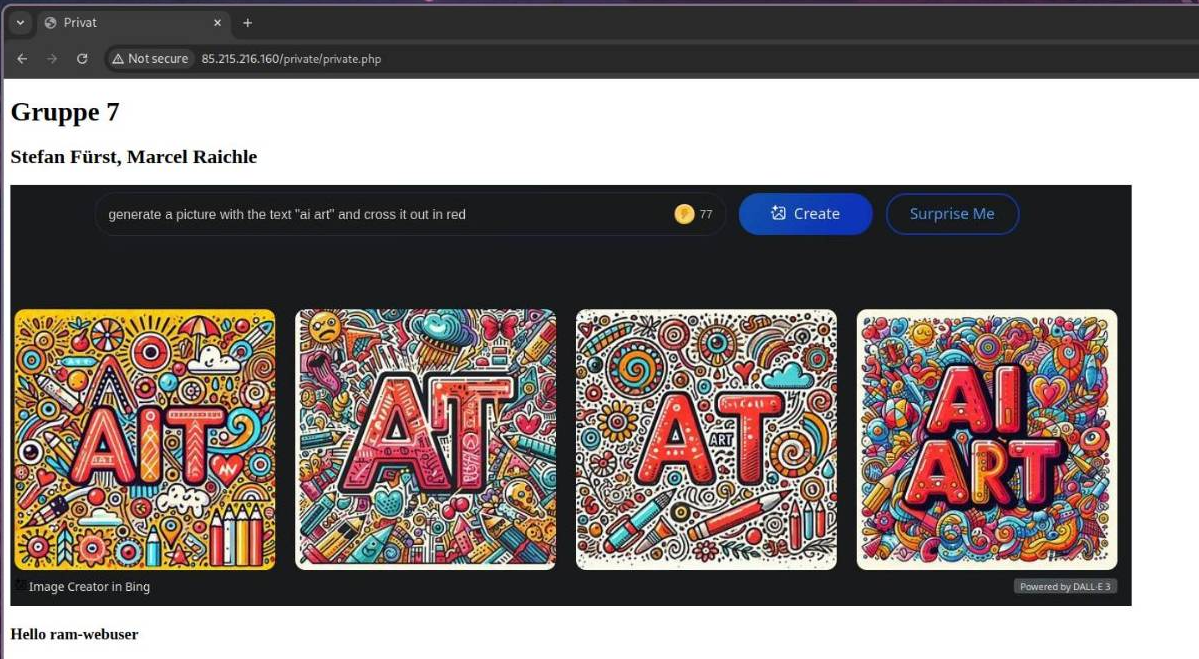 Privat
Not secure 85.215.216.160/private/private.php
Gruppe 7
Stefan Fürst, Marcel Raichle
generate a picture with the text "ai art" and cross it out in red 77 Create Surprise Me
AIT AT AT AI
ART ART
Image Creator in Bing Powered by DALL·E 3
Hello ram-webuser